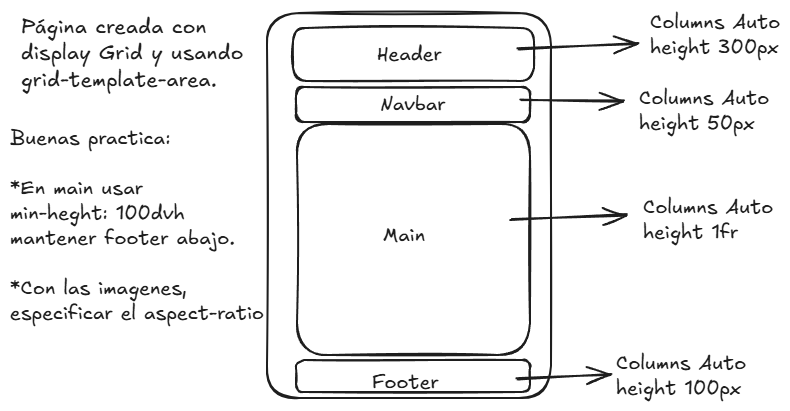 Página creada con
display Grid y usando
grid-template-area.
Buenas practica:
*En main usar
min-heght: 100dvh
mantener footer abajo.
*Con las imagenes,
especificar el aspect-ratio
Header
Navbar
Main
Footer
Columns Auto
height 300px
Columns Auto
height 50px
Columns Auto
height 1fr
Columns Auto
height 100px